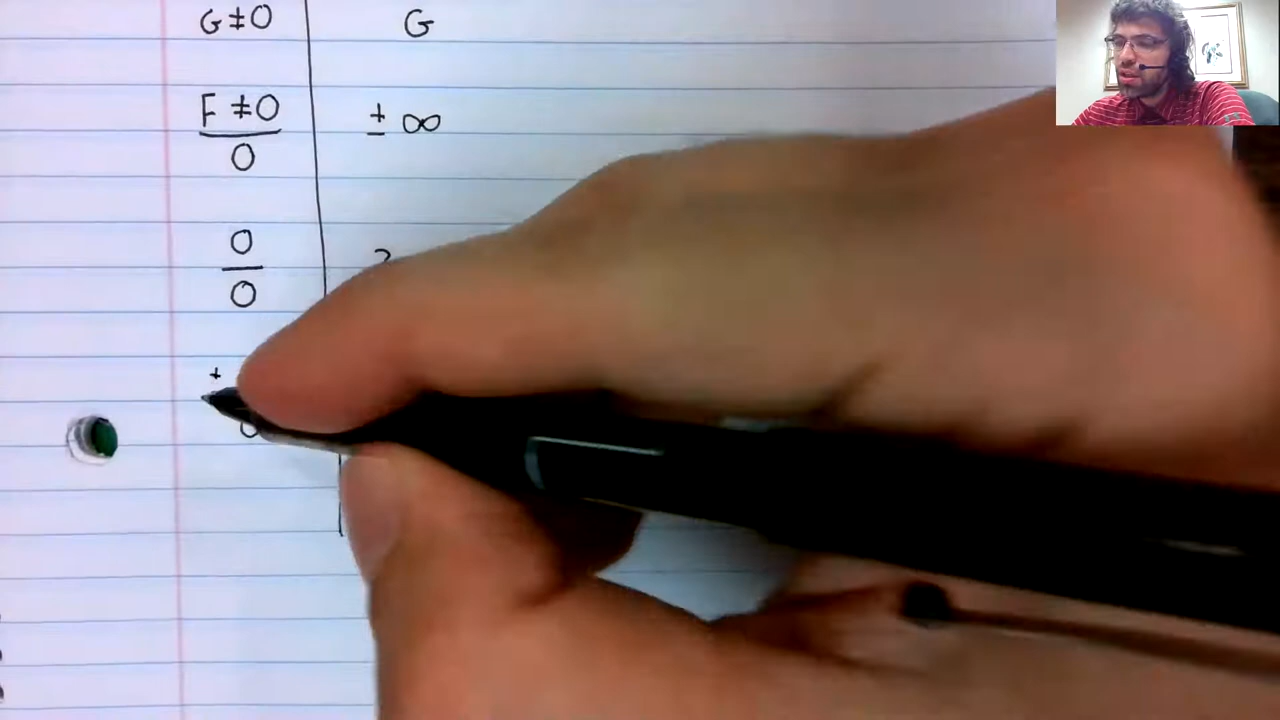 G ≠ 0 G
F ≠ 0 ± ∞
0
0 ?
0
+